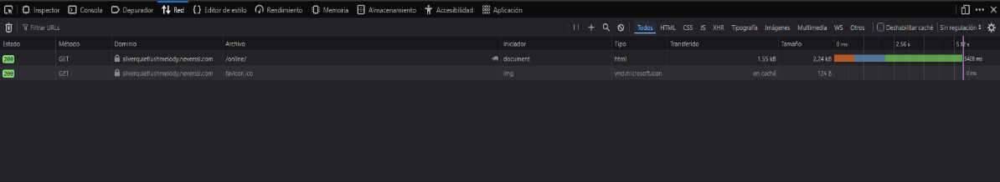 Inspector Consola Depurador Red Editor de estilo Rendimiento Memoria Almacenamiento Accesibilidad Aplicación
Filtrar URLs Todos HTML CSS JS XHR Tipografía Imágenes Multimedia WS Otros Deshabilitar caché Sin regulación
Estado Método Dominio Archivo Iniciador Tipo Transferido Tamaño 0 ms 2.56 s 5.12 s
200 GET silverquietlushmelody.neverssl.com /online/ document html 1.55 kB 2.24 kB 5428 ms
200 GET silverquietlushmelody.neverssl.com favicon.ico img vnd.microsoft.icon en caché 124 B 0 ms